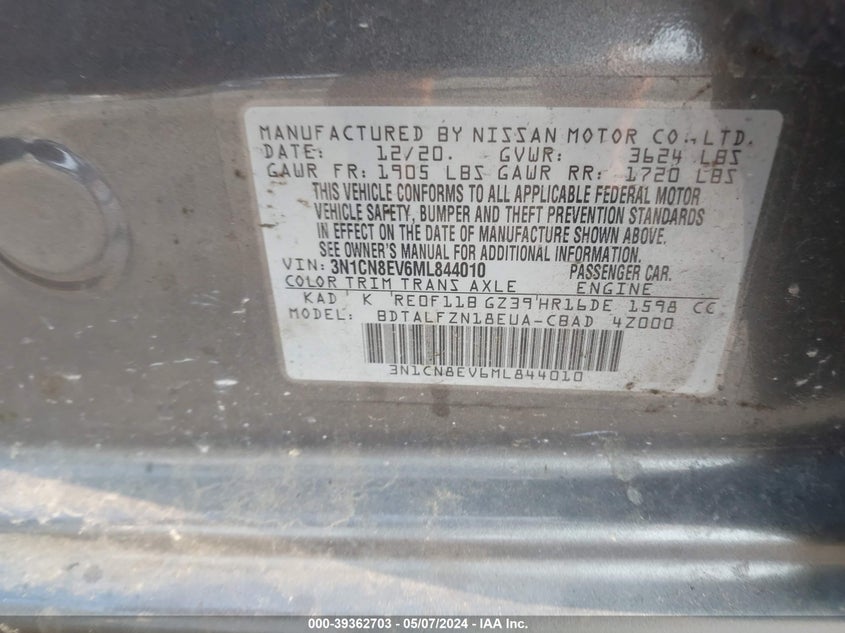 MANUFACTURED BY NISSAN MOTOR CO., LTD.
DATE: 12/20. GVWR: 3624 LBS
GAWR FR: 1905 LBS GAWR RR: 1720 LBS
THIS VEHICLE CONFORMS TO ALL APPLICABLE FEDERAL MOTOR
VEHICLE SAFETY, BUMPER AND THEFT PREVENTION STANDARDS
IN EFFECT ON THE DATE OF MANUFACTURE SHOWN ABOVE.
SEE OWNER'S MANUAL FOR ADDITIONAL INFORMATION.
VIN: 3N1CN8EV6ML844010 PASSENGER CAR.
COLOR TRIM TRANS AXLE ENGINE
KAD K RE0F11B GZ39 HR16DE 1598 CC
MODEL: BDTALFZN18EUA-CBAD 4Z000
3N1CN8EV6ML844010
000-39362703 - 05/07/2024 - IAAI.com